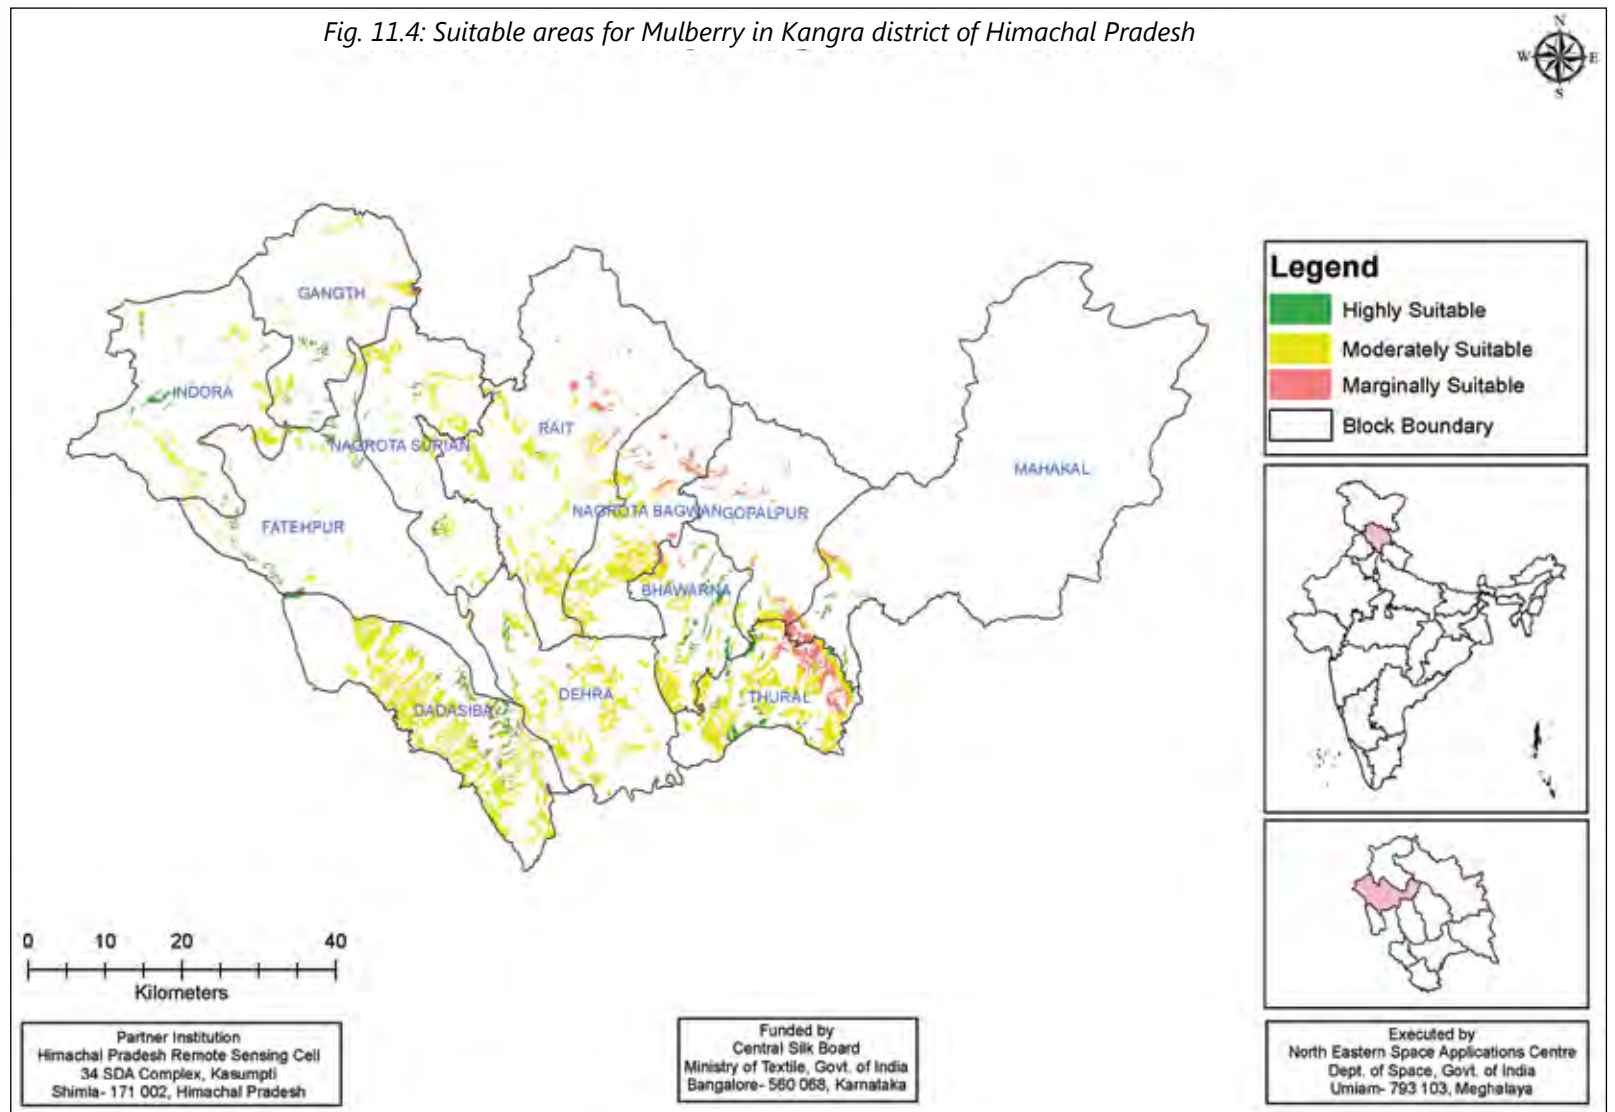 Fig. 11.4: Suitable areas for Mulberry in Kangra district of Himachal Pradesh
N
W
E
S
GANGTH
INDORA
RAIT
NAGROTA SURIAN
MAHAKAL
NAGROTA BAGWAN
GOPALPUR
FATEHPUR
BHAWARNA
DEHRA
THURAL
DADASIBA
Legend
Highly Suitable
Moderately Suitable
Marginally Suitable
Block Boundary
0 10 20 40
Kilometers
Partner Institution
Himachal Pradesh Remote Sensing Cell
34 SDA Complex, Kasumpti
Shimla- 171 002, Himachal Pradesh
Funded by
Central Silk Board
Ministry of Textile, Govt. of India
Bangalore- 560 068, Karnataka
Executed by
North Eastern Space Applications Centre
Dept. of Space, Govt. of India
Umiam- 793 103, Meghalaya